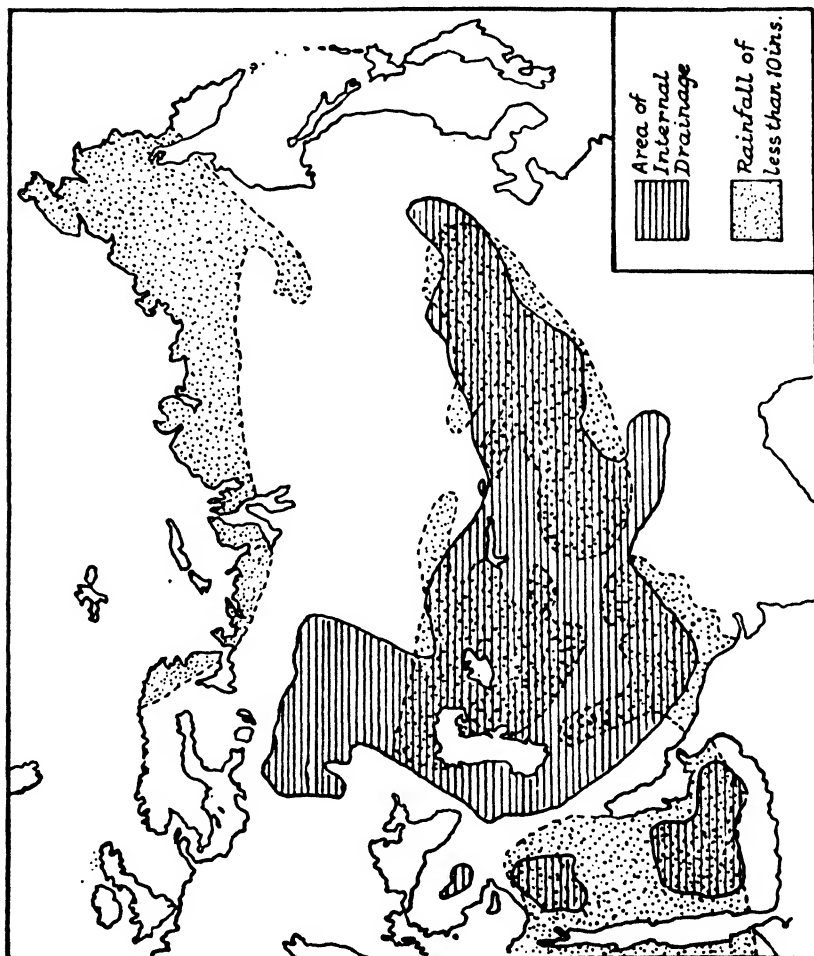 Area of
Internal
Drainage
Rainfall of
less than 10 ins.